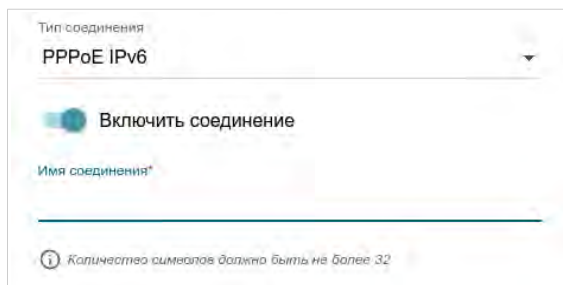 Тип соединения
PPPoE IPv6
Включить соединение
Имя соединения*
Количество символов должно быть не более 32